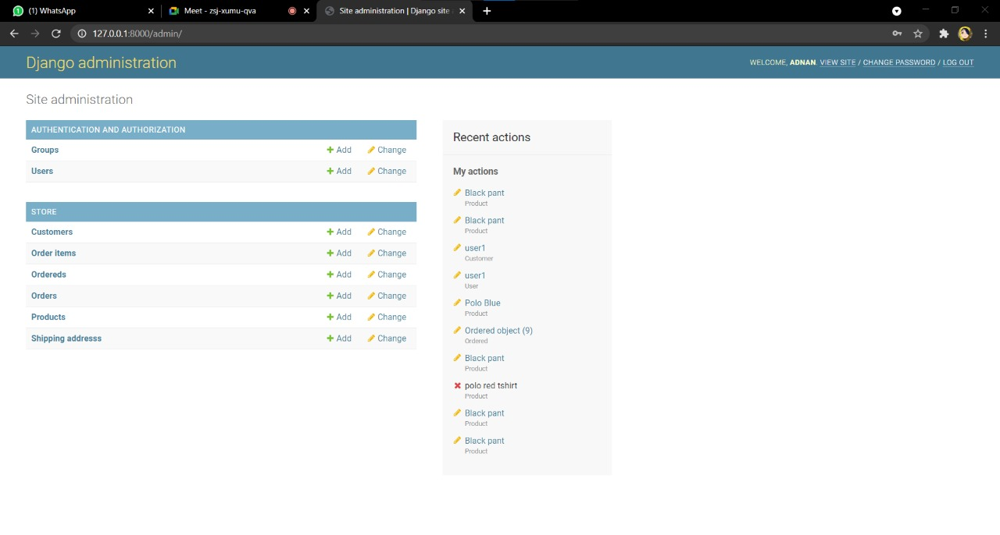 (1) WhatsApp
Meet - zsj-xumu-qva
Site administration | Django site
127.0.0.1:8000/admin/
Django administration
WELCOME, ADNAN. VIEW SITE / CHANGE PASSWORD / LOG OUT
Site administration
AUTHENTICATION AND AUTHORIZATION
Groups Add Change
Users Add Change
STORE
Customers Add Change
Order items Add Change
Ordereds Add Change
Orders Add Change
Products Add Change
Shipping addresss Add Change
Recent actions
My actions
Black pant
Product
Black pant
Product
user1
Customer
user1
User
Polo Blue
Product
Ordered object (9)
Ordered
Black pant
Product
polo red tshirt
Product
Black pant
Product
Black pant
Product